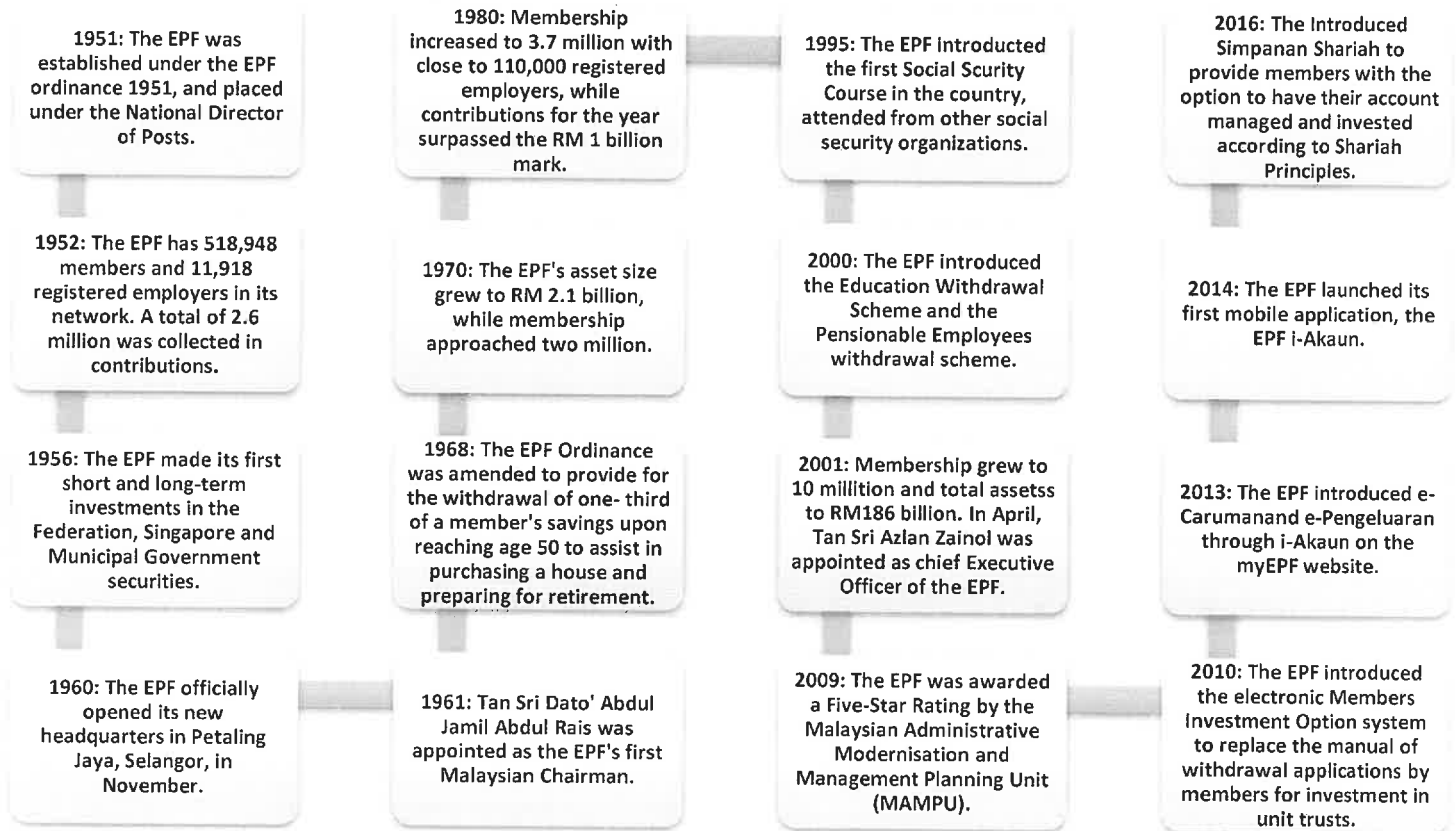 1951: The EPF was
established under the EPF
ordinance 1951, and placed
under the National Director
of Posts.
1952: The EPF has 518,948
members and 11,918
registered employers in its
network. A total of 2.6
million was collected in
contributions.
1956: The EPF made its first
short and long-term
investments in the
Federation, Singapore and
Municipal Government
securities.
1960: The EPF officially
opened its new
headquarters in Petaling
Jaya, Selangor, in
November.
1961: Tan Sri Dato' Abdul
Jamil Abdul Rais was
appointed as the EPF's first
Malaysian Chairman.
1968: The EPF Ordinance
was amended to provide for
the withdrawal of one- third
of a member's savings upon
reaching age 50 to assist in
purchasing a house and
preparing for retirement.
1970: The EPF's asset size
grew to RM 2.1 billion,
while membership
approached two million.
1980: Membership
increased to 3.7 million with
close to 110,000 registered
employers, while
contributions for the year
surpassed the RM 1 billion
mark.
1995: The EPF introducted
the first Social Scurity
Course in the country,
attended from other social
security organizations.
2000: The EPF introduced
the Education Withdrawal
Scheme and the
Pensionable Employees
withdrawal scheme.
2001: Membership grew to
10 millition and total assetss
to RM186 billion. In April,
Tan Sri Azlan Zainol was
appointed as chief Executive
Officer of the EPF.
2009: The EPF was awarded
a Five-Star Rating by the
Malaysian Administrative
Modernisation and
Management Planning Unit
(MAMPU).
2010: The EPF introduced
the electronic Members
Investment Option system
to replace the manual of
withdrawal applications by
members for investment in
unit trusts.
2013: The EPF introduced e-
Carumanand e-Pengeluaran
through i-Akaun on the
myEPF website.
2014: The EPF launched its
first mobile application, the
EPF i-Akaun.
2016: The Introduced
Simpanan Shariah to
provide members with the
option to have their account
managed and invested
according to Shariah
Principles.